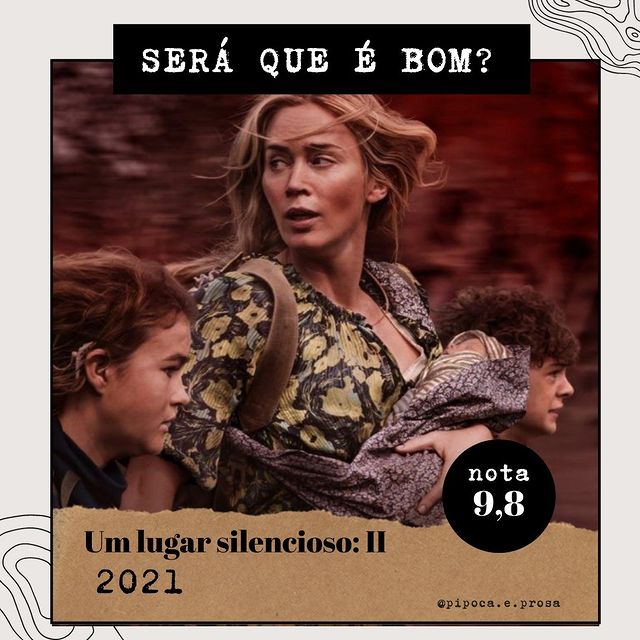 SERÁ QUE É BOM?
nota
9,8
Um lugar silencioso: II
2021
@pipoca.e.prosa